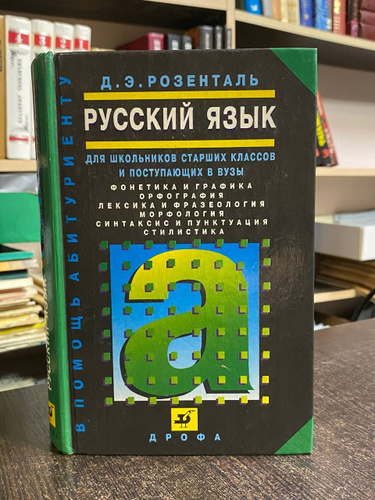 Д. Э. РОЗЕНТАЛЬ
РУССКИЙ ЯЗЫК
ДЛЯ ШКОЛЬНИКОВ СТАРШИХ КЛАССОВ
И ПОСТУПАЮЩИХ В ВУЗЫ
ФОНЕТИКА И ГРАФИКА
ОРФОГРАФИЯ
ЛЕКСИКА И ФРАЗЕОЛОГИЯ
МОРФОЛОГИЯ
СИНТАКСИС И ПУНКТУАЦИЯ
СТИЛИСТИКА
В ПОМОЩЬ АБИТУРИЕНТУ
а
ДРОФА